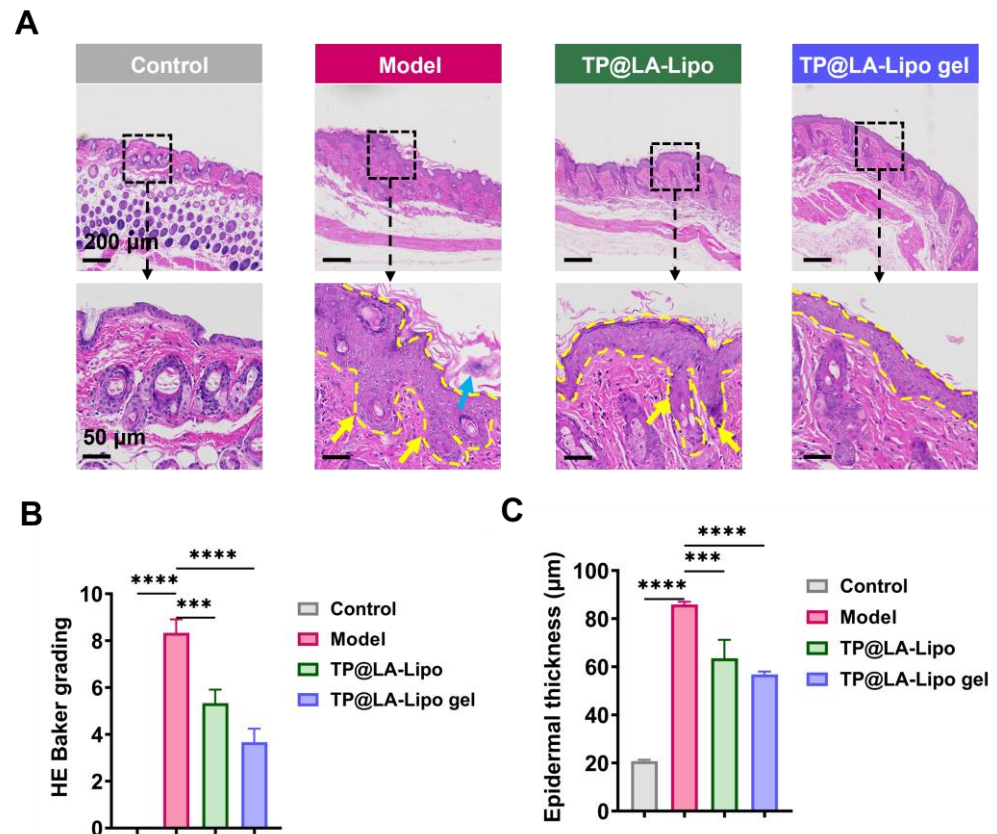 A
Control
Model
TP@LA-Lipo
TP@LA-Lipo gel
200 μm
50 μm
B
HE Baker grading
10
8
6
4
2
0
****
****
***
Control
Model
TP@LA-Lipo
TP@LA-Lipo gel
C
Epidermal thickness (μm)
100
80
60
40
20
0
****
****
***
Control
Model
TP@LA-Lipo
TP@LA-Lipo gel